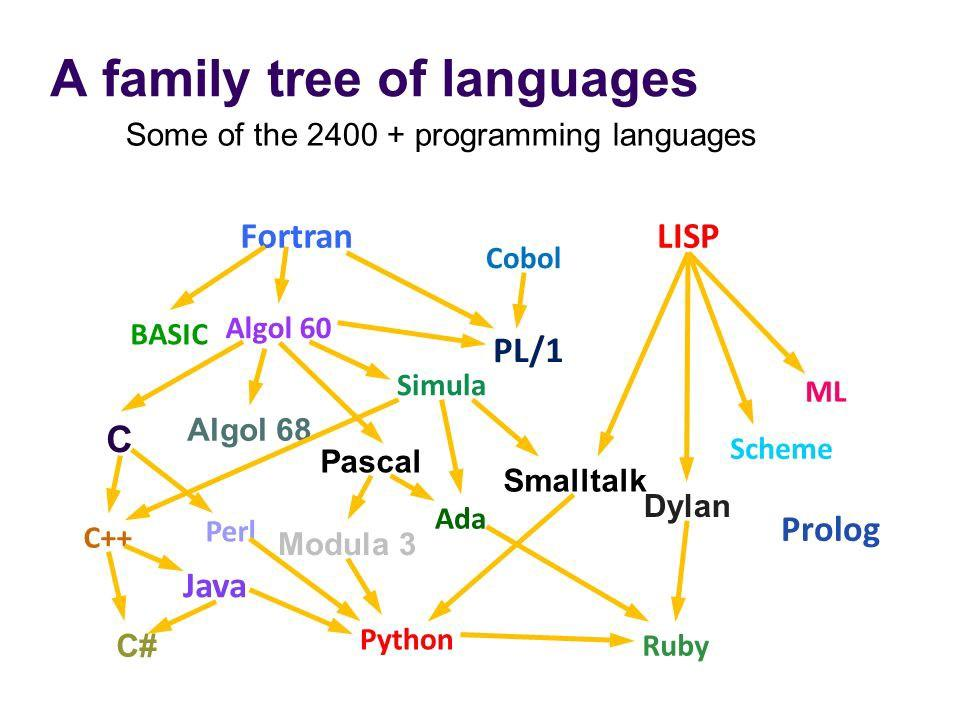 A family tree of languages
Some of the 2400 + programming languages
Fortran
LISP
Cobol
BASIC
Algol 60
PL/1
Simula
ML
C
Algol 68
Pascal
Scheme
Smalltalk
Dylan
C++
Perl
Modula 3
Ada
Prolog
Java
C#
Python
Ruby